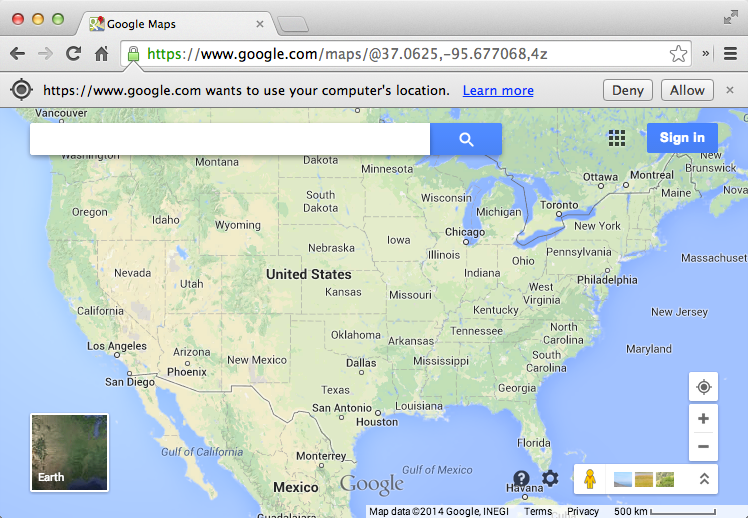 Google Maps
https://www.google.com/maps/@37.0625,-95.677068,4z
https://www.google.com wants to use your computer's location. Learn more Deny Allow
Vancouver
Sign in
Washington
Montana
Dakota
Minnesota
New
Brunswick
Ottawa
Montreal
Maine
Nova
South
Dakota
Wisconsin
Michigan
Toronto
Oregon
Idaho
Wyoming
New York
Chicago
Iowa
Nebraska
Illinois
Ohio
Pennsylvania
Massachuset
Nevada
Utah
United States
Indiana
Philadelphia
Kansas
Missouri
West
Virginia
Kentucky
New Jersey
California
Oklahoma
Tennessee
North
Carolina
Los Angeles
Arizona
New Mexico
Arkansas
Maryland
Phoenix
Dallas
Mississippi
South
Carolina
San Diego
Texas
Georgia
San Antonio
Louisiana
Houston
Florida
Gulf of California
Monterrey
Gulf of Mexico
Earth
Mexico
Google
Havana
Guadalajara
Cuba
Map data ©2014 Google, INEGI Terms Privacy 500 km